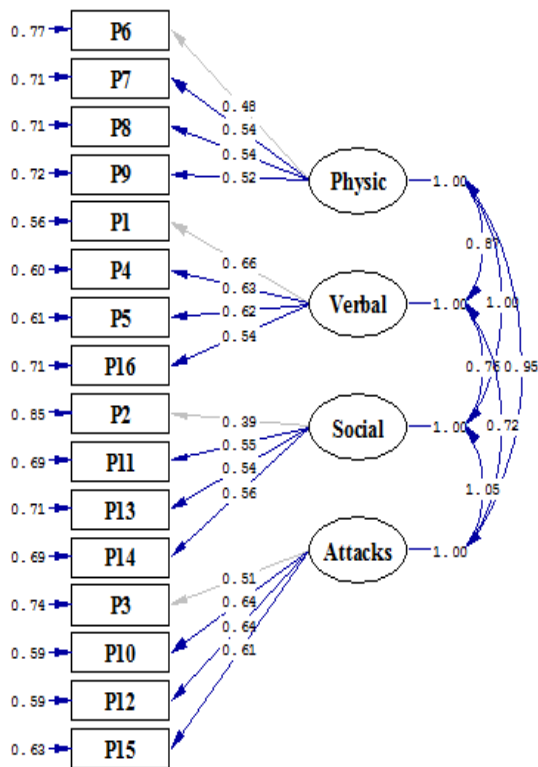 0.77 P6
0.48
0.71 P7
0.54
0.71 P8
0.54
0.72 P9
0.52
Physic 1.00
0.56 P1
0.87
0.66
0.60 P4
0.63
0.61 P5
0.62
Verbal 1.00
1.00
0.71 P16
0.54
0.76
0.95
0.85 P2
0.39
0.72
0.69 P11
0.55
Social 1.00
0.71 P13
0.54
0.69 P14
0.56
1.05
Attacks 1.00
0.74 P3
0.51
0.59 P10
0.64
0.59 P12
0.64
0.63 P15
0.61